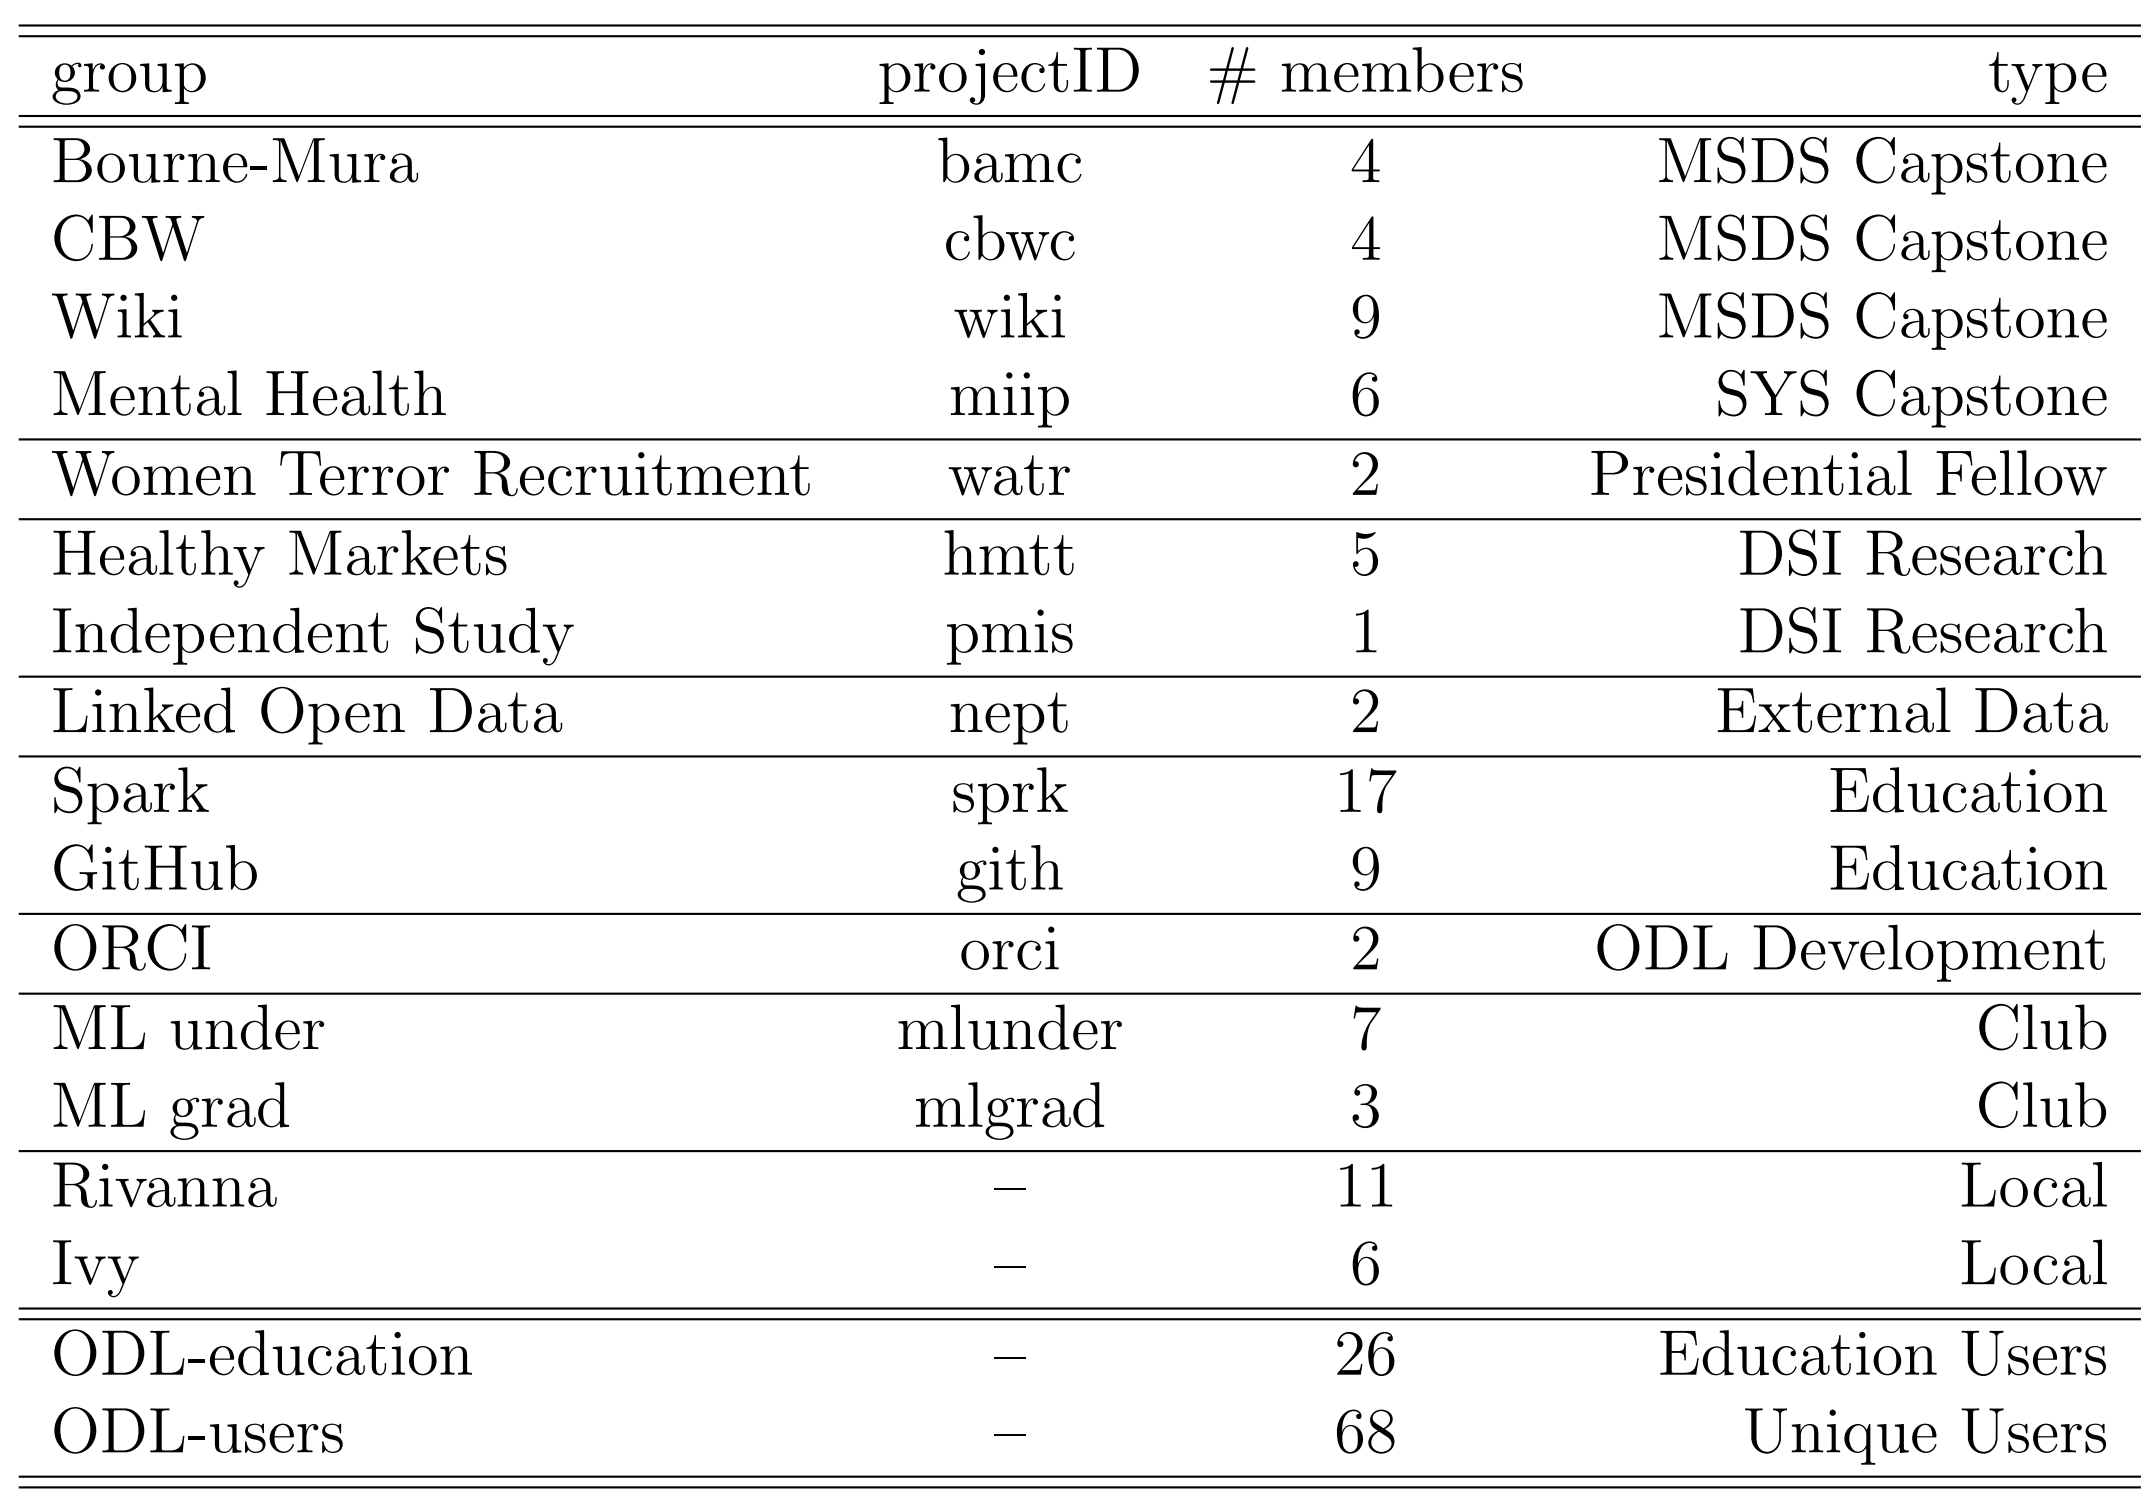 group projectID # members type
Bourne-Mura bamc 4 MSDS Capstone
CBW cbwc 4 MSDS Capstone
Wiki wiki 9 MSDS Capstone
Mental Health miip 6 SYS Capstone
Women Terror Recruitment watr 2 Presidential Fellow
Healthy Markets hmtt 5 DSI Research
Independent Study pmis 1 DSI Research
Linked Open Data nept 2 External Data
Spark sprk 17 Education
GitHub gith 9 Education
ORCI orci 2 ODL Development
ML under mlunder 7 Club
ML grad mlgrad 3 Club
Rivanna – 11 Local
Ivy – 6 Local
ODL-education – 26 Education Users
ODL-users – 68 Unique Users